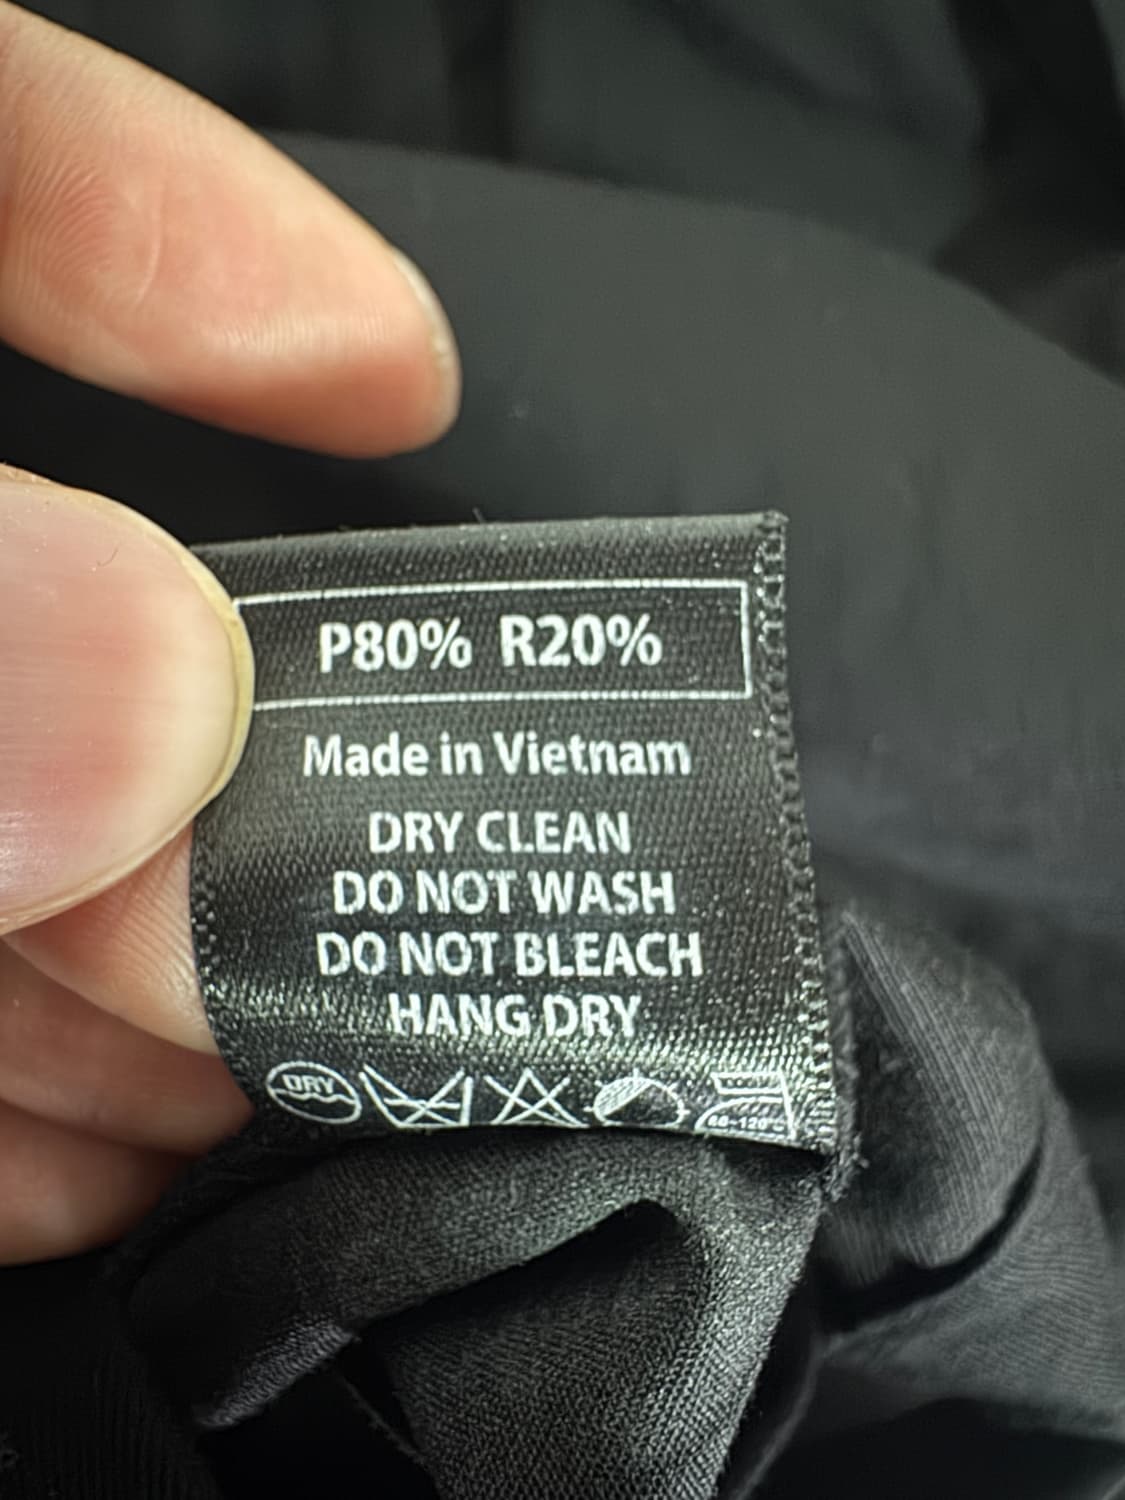 P80% R20%
Made in Vietnam
DRY CLEAN
DO NOT WASH
DO NOT BLEACH
HANG DRY
DRY